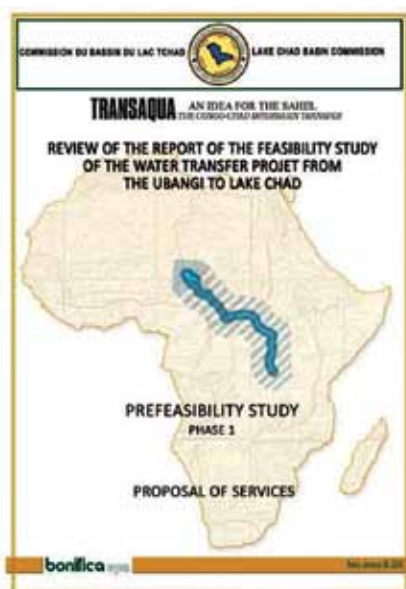 COMMISSION DU BASSIN DU LAC TCHAD
LAKE CHAD BASIN COMMISSION
TRANSAQUA AN IDEA FOR THE SAHEL
THE CONGO-CHAD INTERBASIN TRANSFER
REVIEW OF THE REPORT OF THE FEASIBILITY STUDY
OF THE WATER TRANSFER PROJET FROM
THE UBANGI TO LAKE CHAD
PREFEASIBILITY STUDY
PHASE 1
PROPOSAL OF SERVICES
bonifica